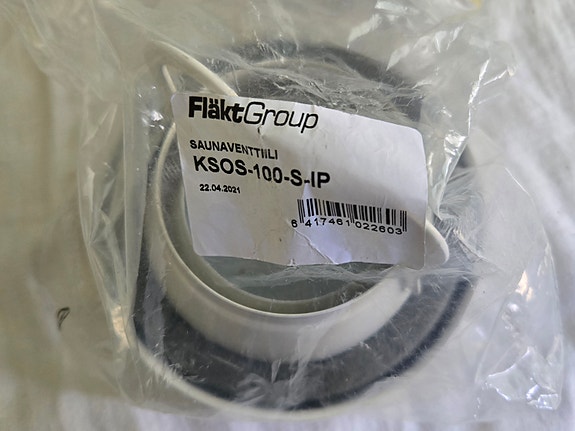 FläktGroup
SAUNAVENTTIILI
KSOS-100-S-IP
22.04.2021
6 417461 022603